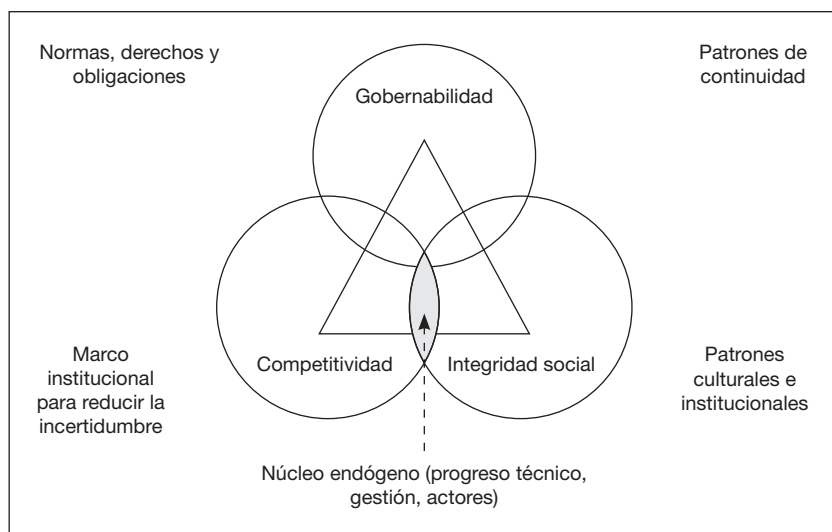 Normas, derechos y
obligaciones
Patrones de
continuidad
Gobernabilidad
Competitividad
Integridad social
Marco
institucional
para reducir la
incertidumbre
Patrones
culturales e
institucionales
Núcleo endógeno (progreso técnico,
gestión, actores)